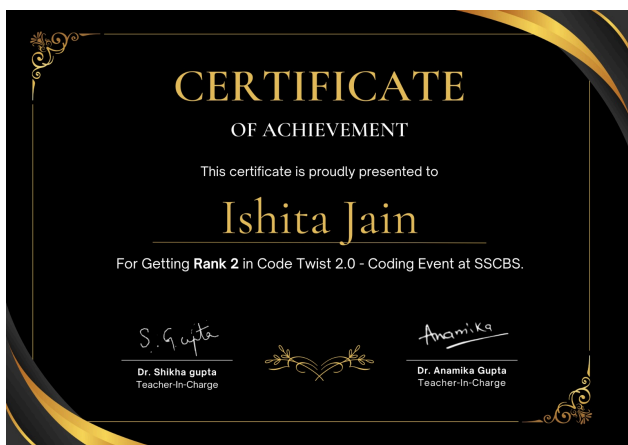 CERTIFICATE
OF ACHIEVEMENT
This certificate is proudly presented to
Ishita Jain
For Getting Rank 2 in Code Twist 2.0 - Coding Event at SSCBS.
S. Gupta
Anamika
Dr. Shikha gupta
Teacher-In-Charge
Dr. Anamika Gupta
Teacher-In-Charge